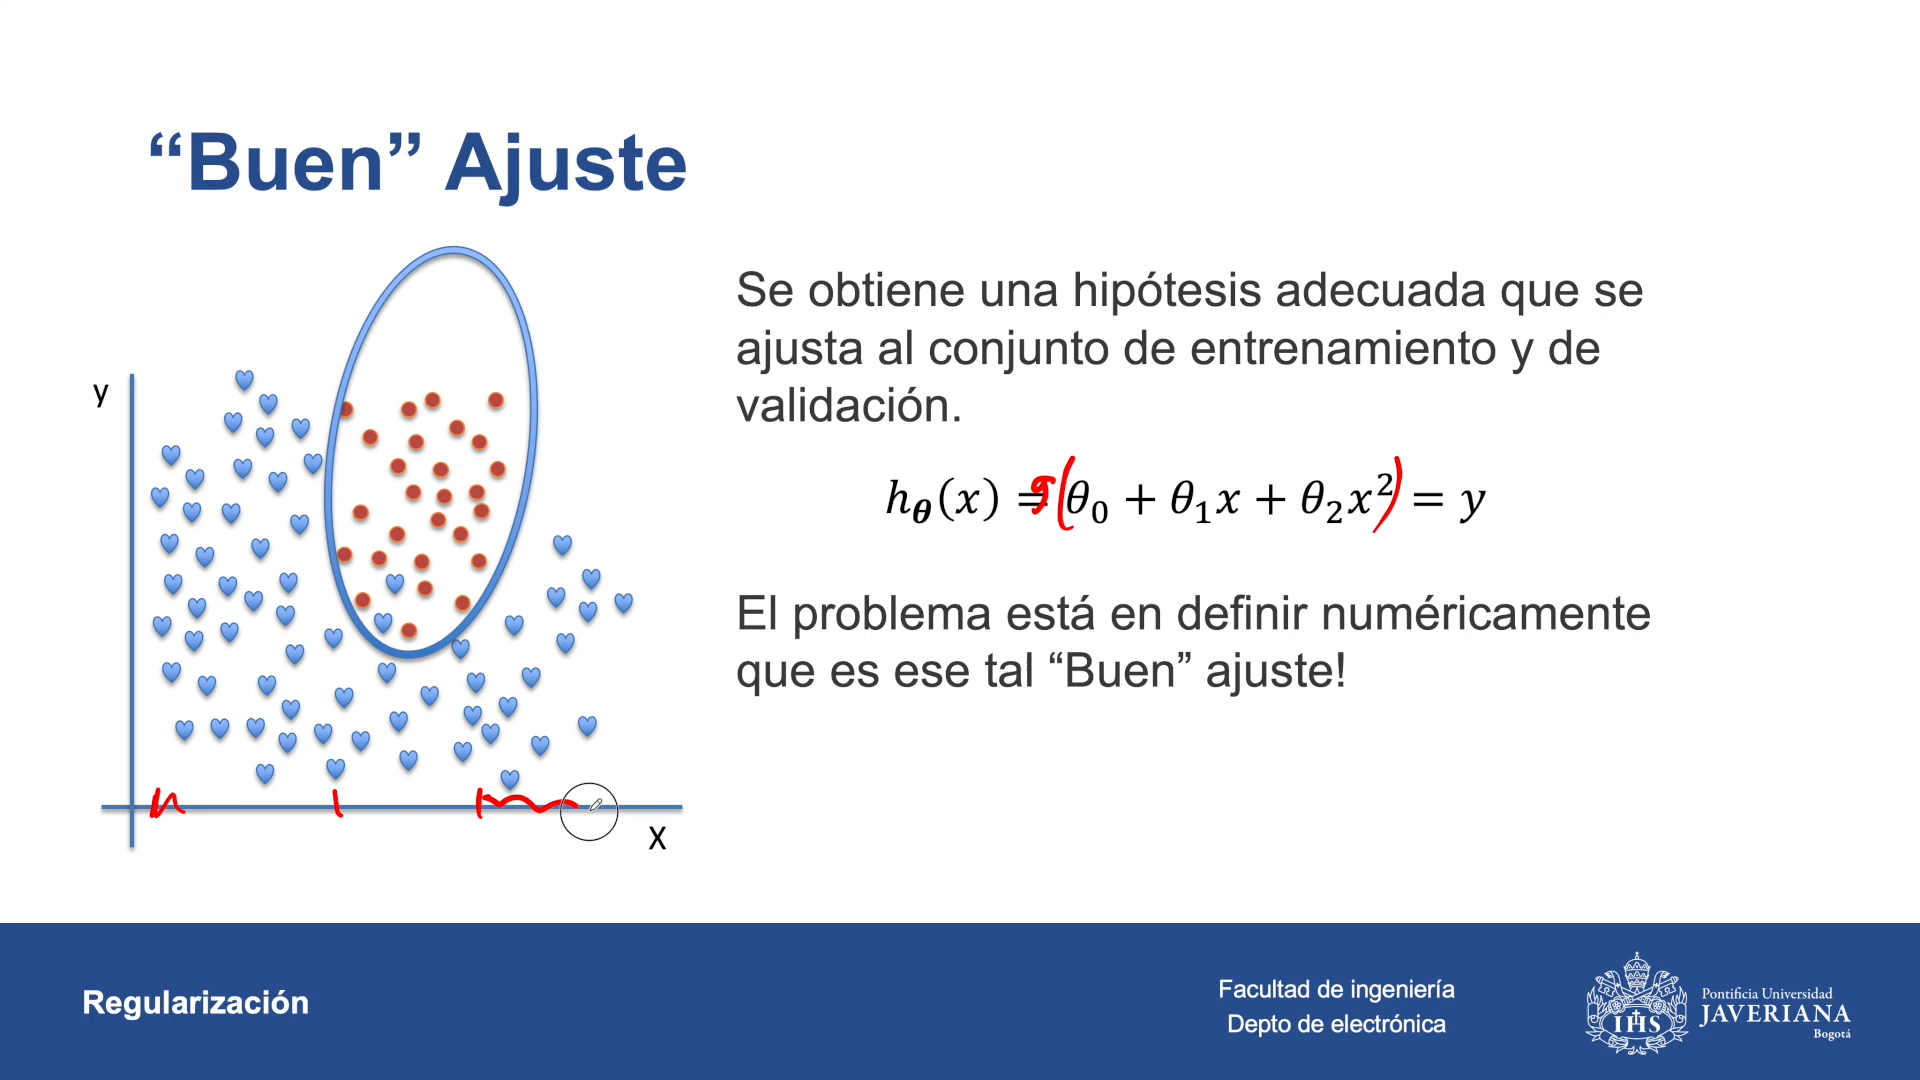 “Buen” Ajuste
Se obtiene una hipótesis adecuada que se
ajusta al conjunto de entrenamiento y de
validación.
h_θ(x) = g(θ₀ + θ₁x + θ₂x²) = y
El problema está en definir numéricamente
que es ese tal “Buen” ajuste!
y
X
Regularización
Facultad de ingeniería
Depto de electrónica
IHS
Pontificia Universidad
JAVERIANA
Bogotá